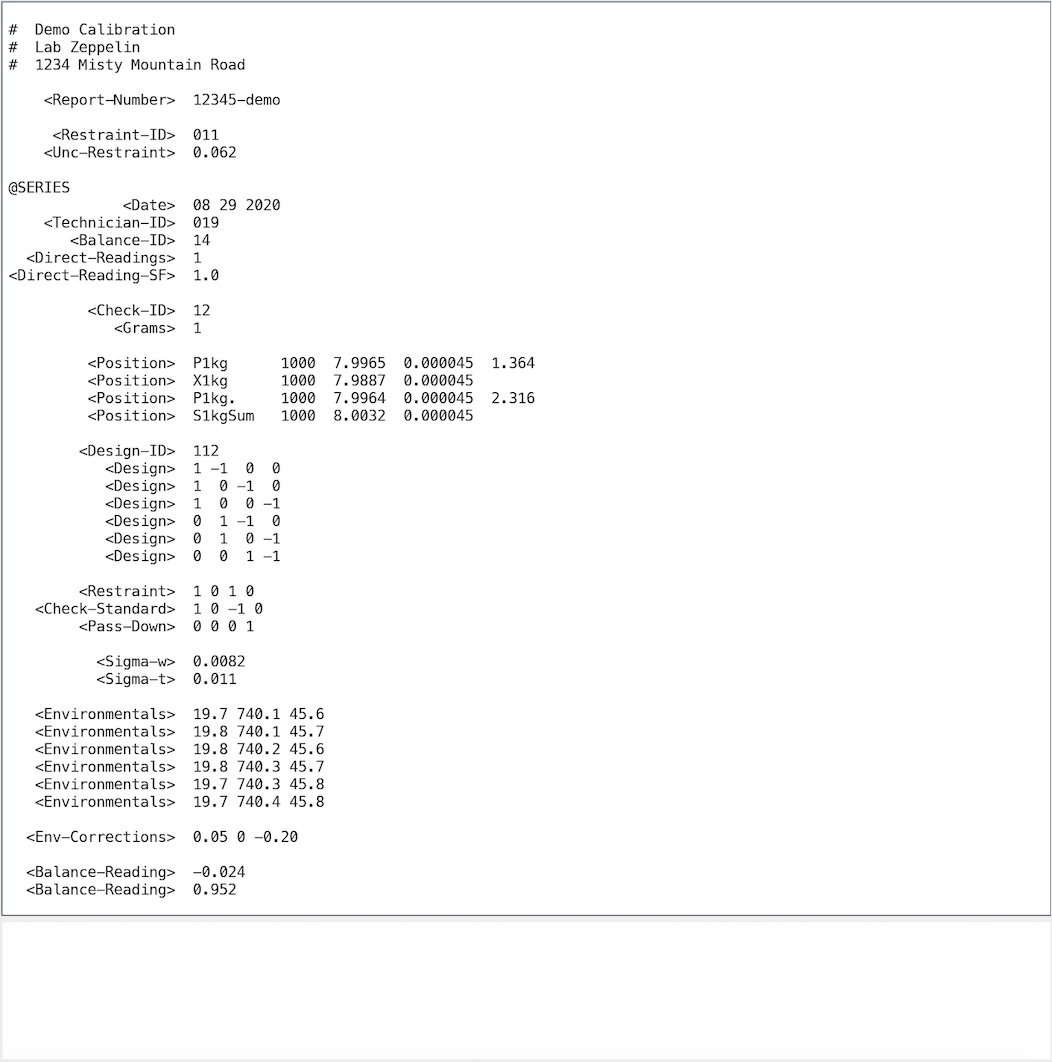 # Demo Calibration
# Lab Zeppelin
# 1234 Misty Mountain Road
<Report-Number> 12345-demo
<Restraint-ID> 011
<Unc-Restraint> 0.062
@SERIES
<Date> 08 29 2020
<Technician-ID> 019
<Balance-ID> 14
<Direct-Readings> 1
<Direct-Reading-SF> 1.0
<Check-ID> 12
<Grams> 1
<Position> P1kg 1000 7.9965 0.000045 1.364
<Position> X1kg 1000 7.9887 0.000045
<Position> P1kg. 1000 7.9964 0.000045 2.316
<Position> S1kgSum 1000 8.0032 0.000045
<Design-ID> 112
<Design> 1 -1 0 0
<Design> 1 0 -1 0
<Design> 1 0 0 -1
<Design> 0 1 -1 0
<Design> 0 1 0 -1
<Design> 0 0 1 -1
<Restraint> 1 0 1 0
<Check-Standard> 1 0 -1 0
<Pass-Down> 0 0 0 1
<Sigma-w> 0.0082
<Sigma-t> 0.011
<Environmentals> 19.7 740.1 45.6
<Environmentals> 19.8 740.1 45.7
<Environmentals> 19.8 740.2 45.6
<Environmentals> 19.8 740.3 45.7
<Environmentals> 19.7 740.3 45.8
<Environmentals> 19.7 740.4 45.8
<Env-Corrections> 0.05 0 -0.20
<Balance-Reading> -0.024
<Balance-Reading> 0.952